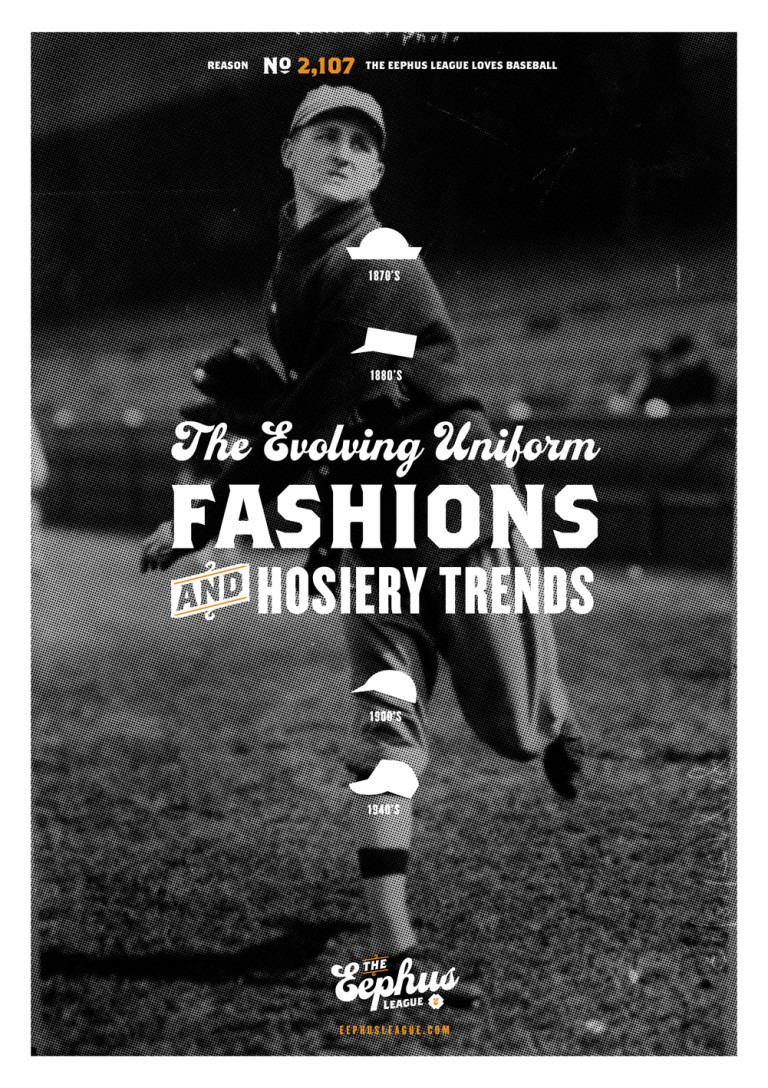 REASON Nº 2,107 THE EEPHUS LEAGUE LOVES BASEBALL
1870'S
1880'S
The Evolving Uniform
FASHIONS
AND HOSIERY TRENDS
1900'S
1940'S
THE
Eephus
LEAGUE
EEPHUSLEAGUE.COM